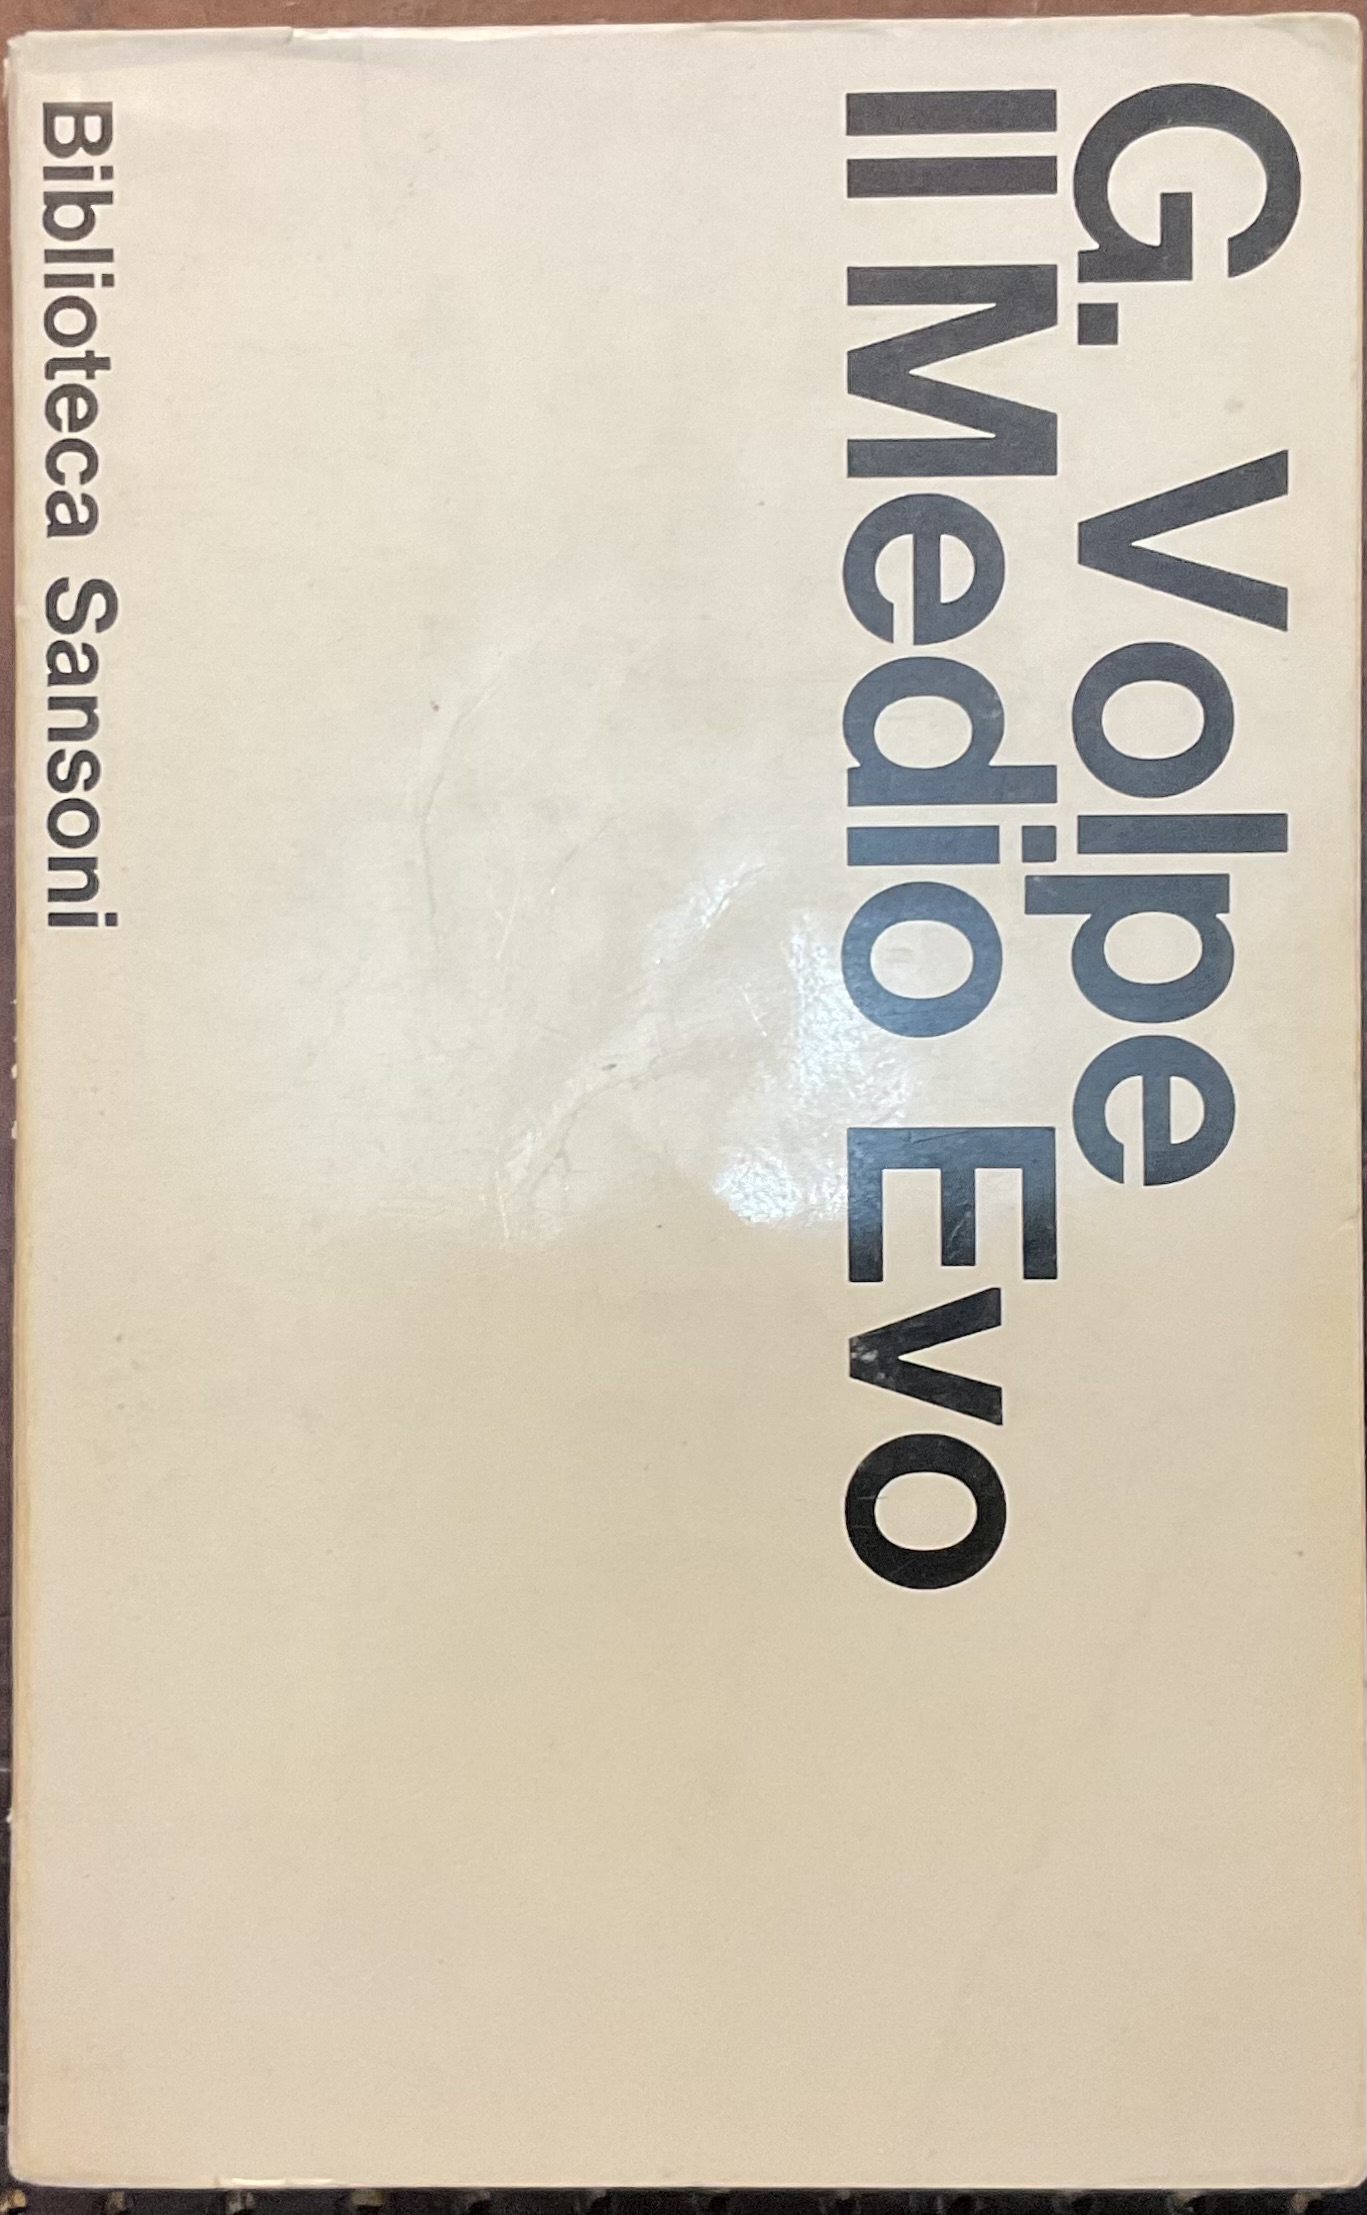 G. Volpe
Il Medio Evo
Biblioteca Sansoni